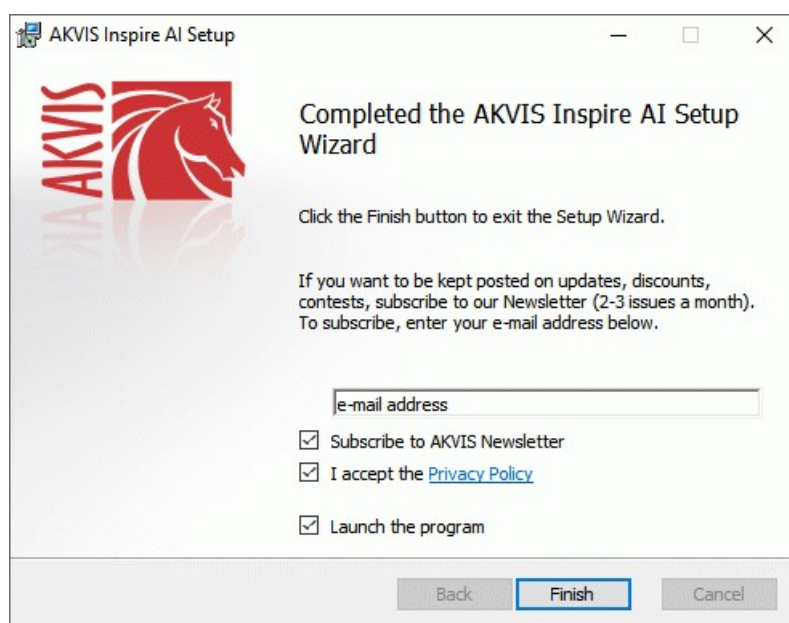 AKVIS Inspire AI Setup
AKVIS
Completed the AKVIS Inspire AI Setup
Wizard
Click the Finish button to exit the Setup Wizard.
If you want to be kept posted on updates, discounts,
contests, subscribe to our Newsletter (2-3 issues a month).
To subscribe, enter your e-mail address below.
e-mail address
Subscribe to AKVIS Newsletter
I accept the Privacy Policy
Launch the program
Back Finish Cancel